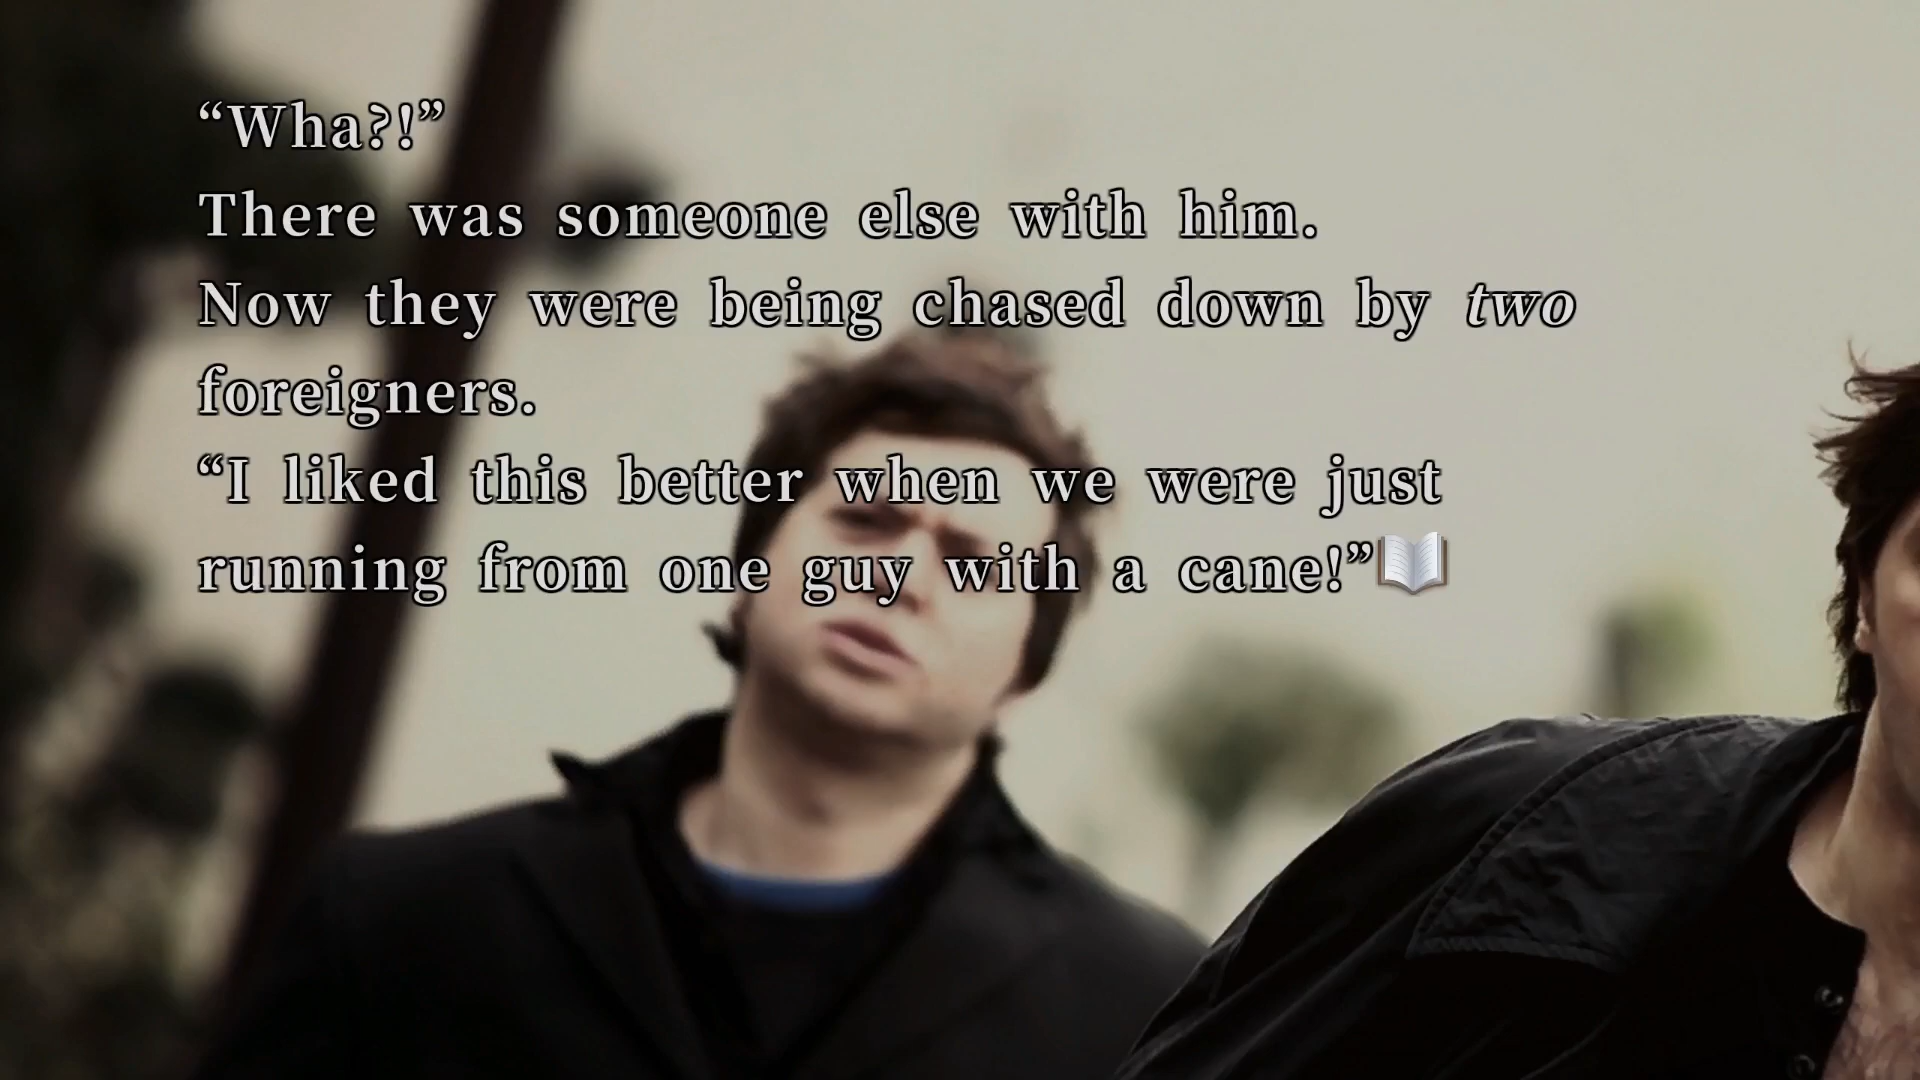 “Wha?!”
There was someone else with him.
Now they were being chased down by two
foreigners.
“I liked this better when we were just
running from one guy with a cane!”